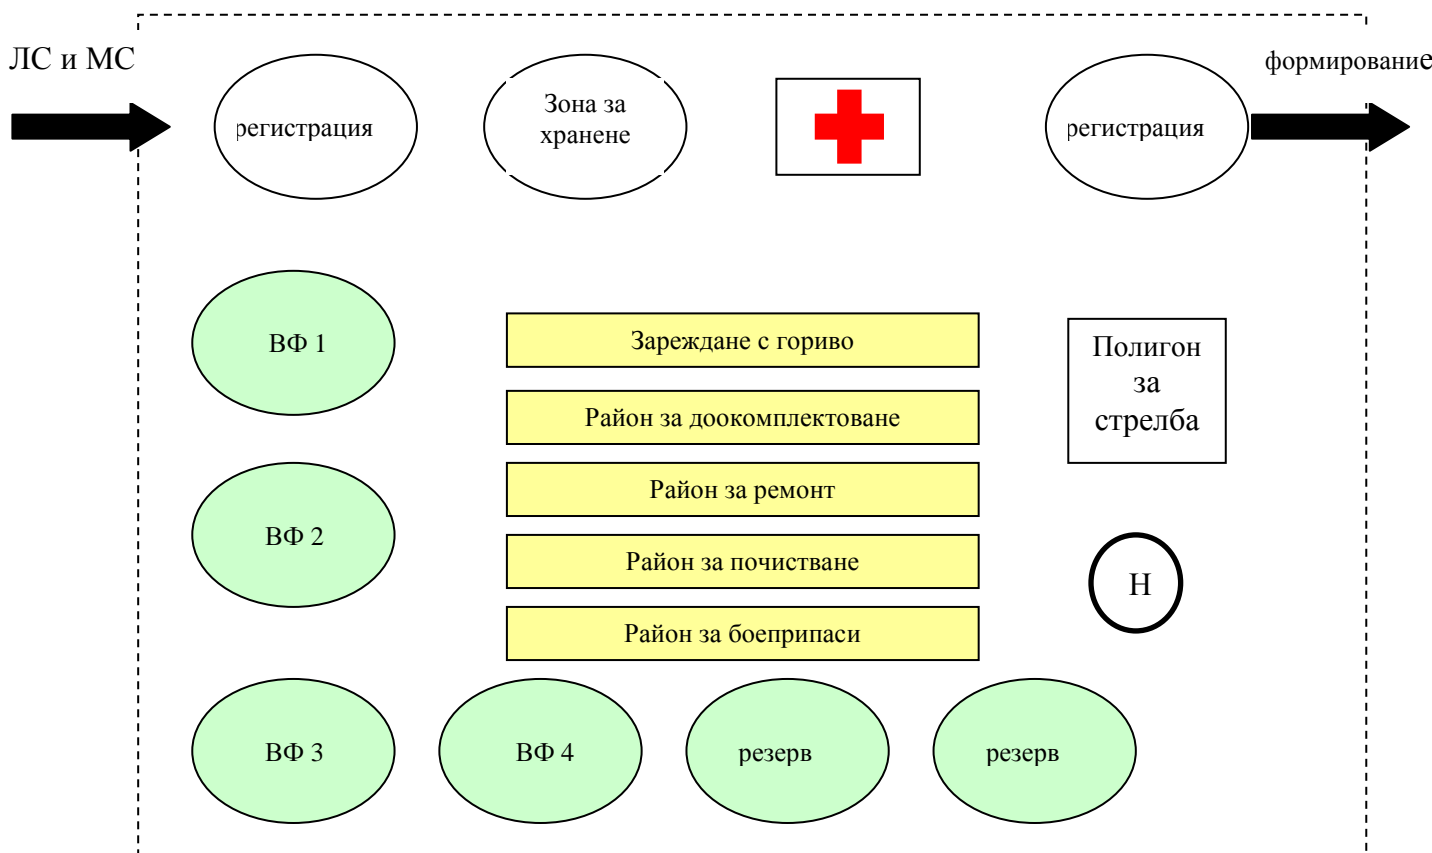 ЛС и МС
формирование
регистрация
Зона за
хранене
регистрация
ВФ 1
Зареждане с гориво
Полигон
за
стрелба
Район за доокомплектоване
Район за ремонт
ВФ 2
Район за почистване
Н
Район за боеприпаси
ВФ 3
ВФ 4
резерв
резерв